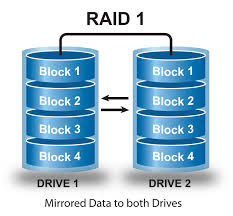 RAID 1
Block 1 Block 1
Block 2 Block 2
Block 3 Block 3
Block 4 Block 4
DRIVE 1 DRIVE 2
Mirrored Data to both Drives